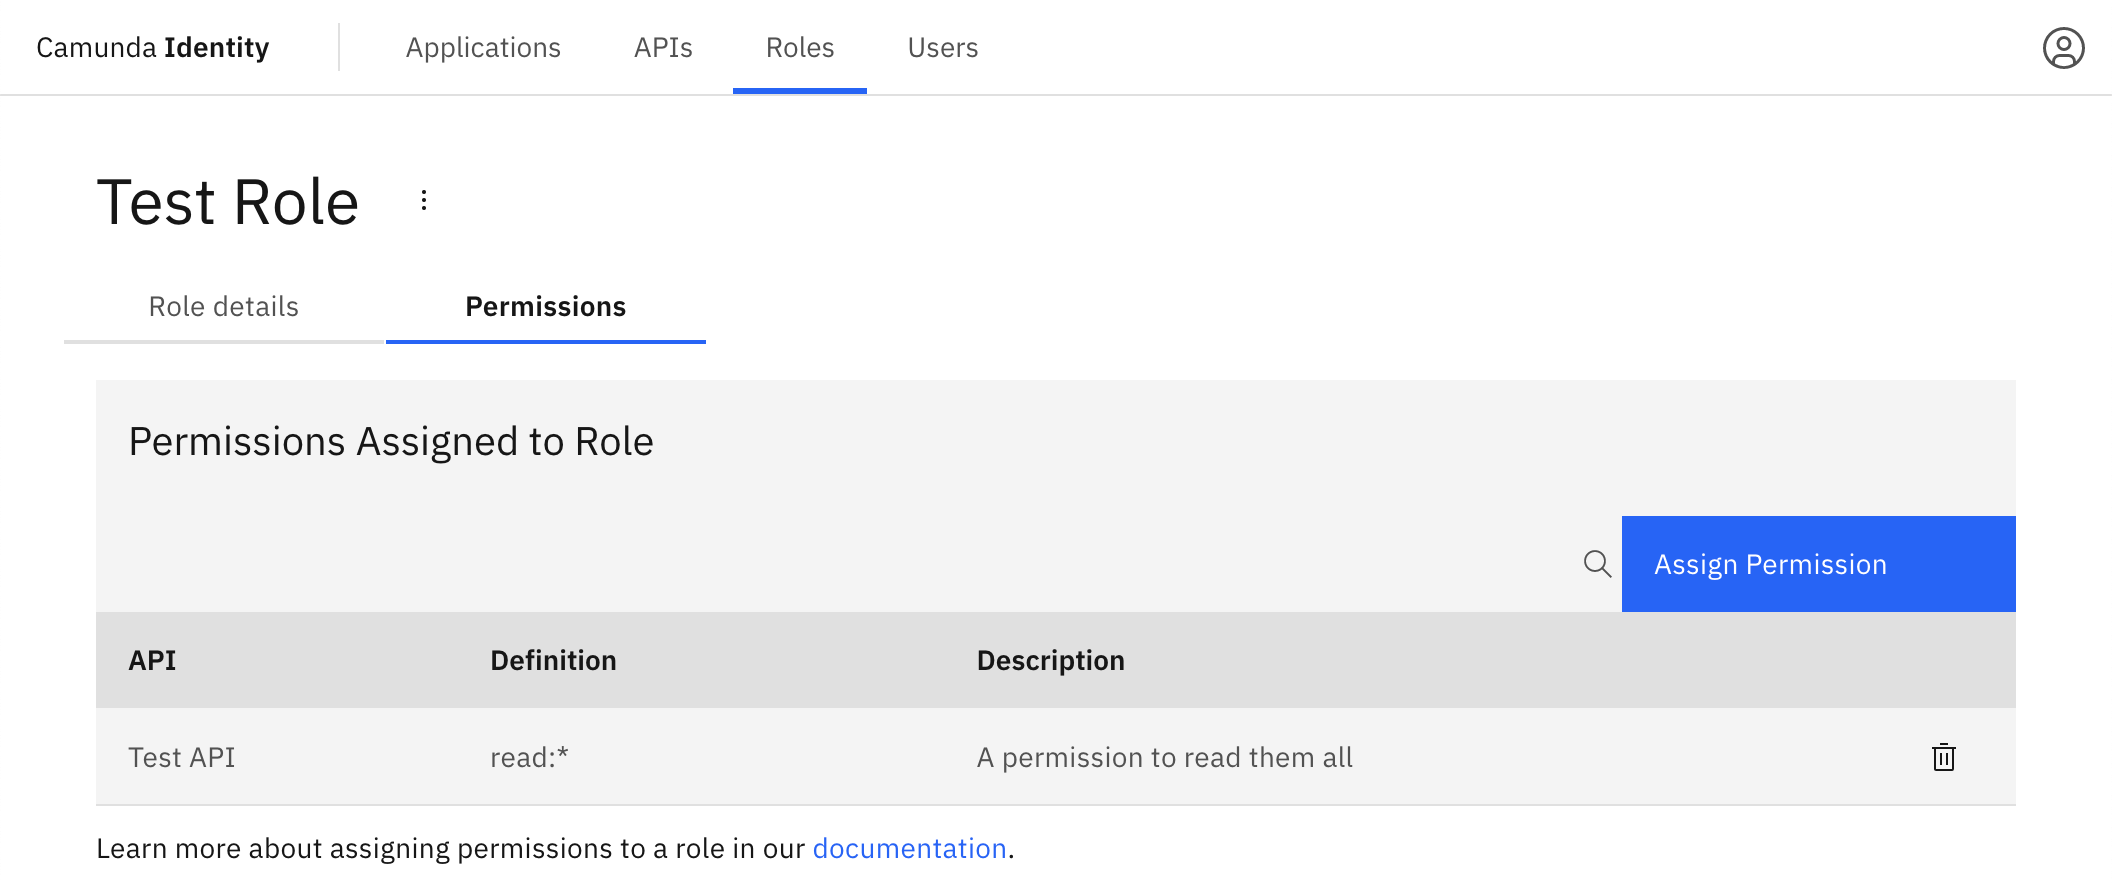 Camunda Identity Applications APIs Roles Users
Test Role
Role details Permissions
Permissions Assigned to Role
Assign Permission
API Definition Description
Test API read:* A permission to read them all
Learn more about assigning permissions to a role in our documentation.